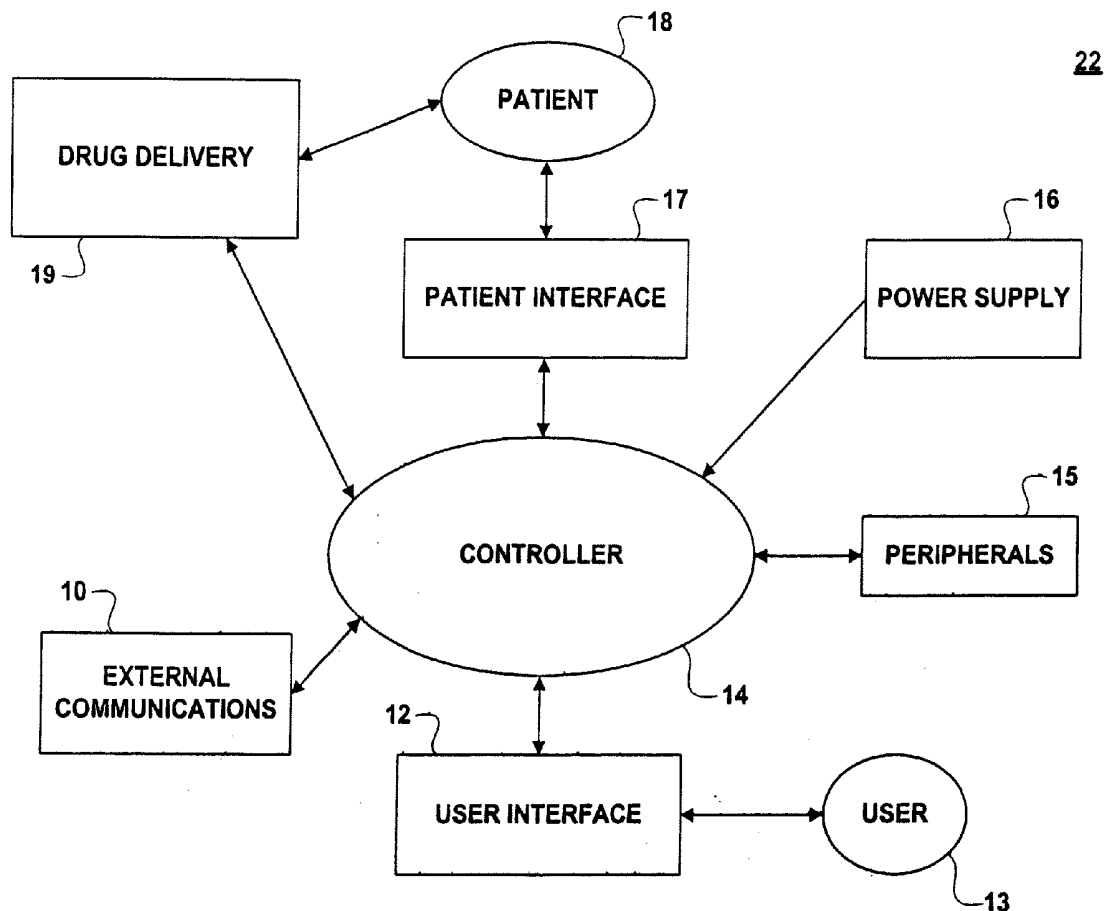 18
22
PATIENT
DRUG DELIVERY
17
16
19
PATIENT INTERFACE
POWER SUPPLY
15
CONTROLLER
PERIPHERALS
10
EXTERNAL
COMMUNICATIONS
14
12
USER INTERFACE
USER
13